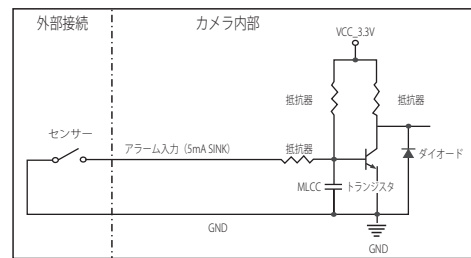 外部接続
カメラ内部
VCC_3.3V
抵抗器
抵抗器
センサー
アラーム入力（5mA SINK）
抵抗器
ダイオード
MLCC
トランジスタ
GND
GND